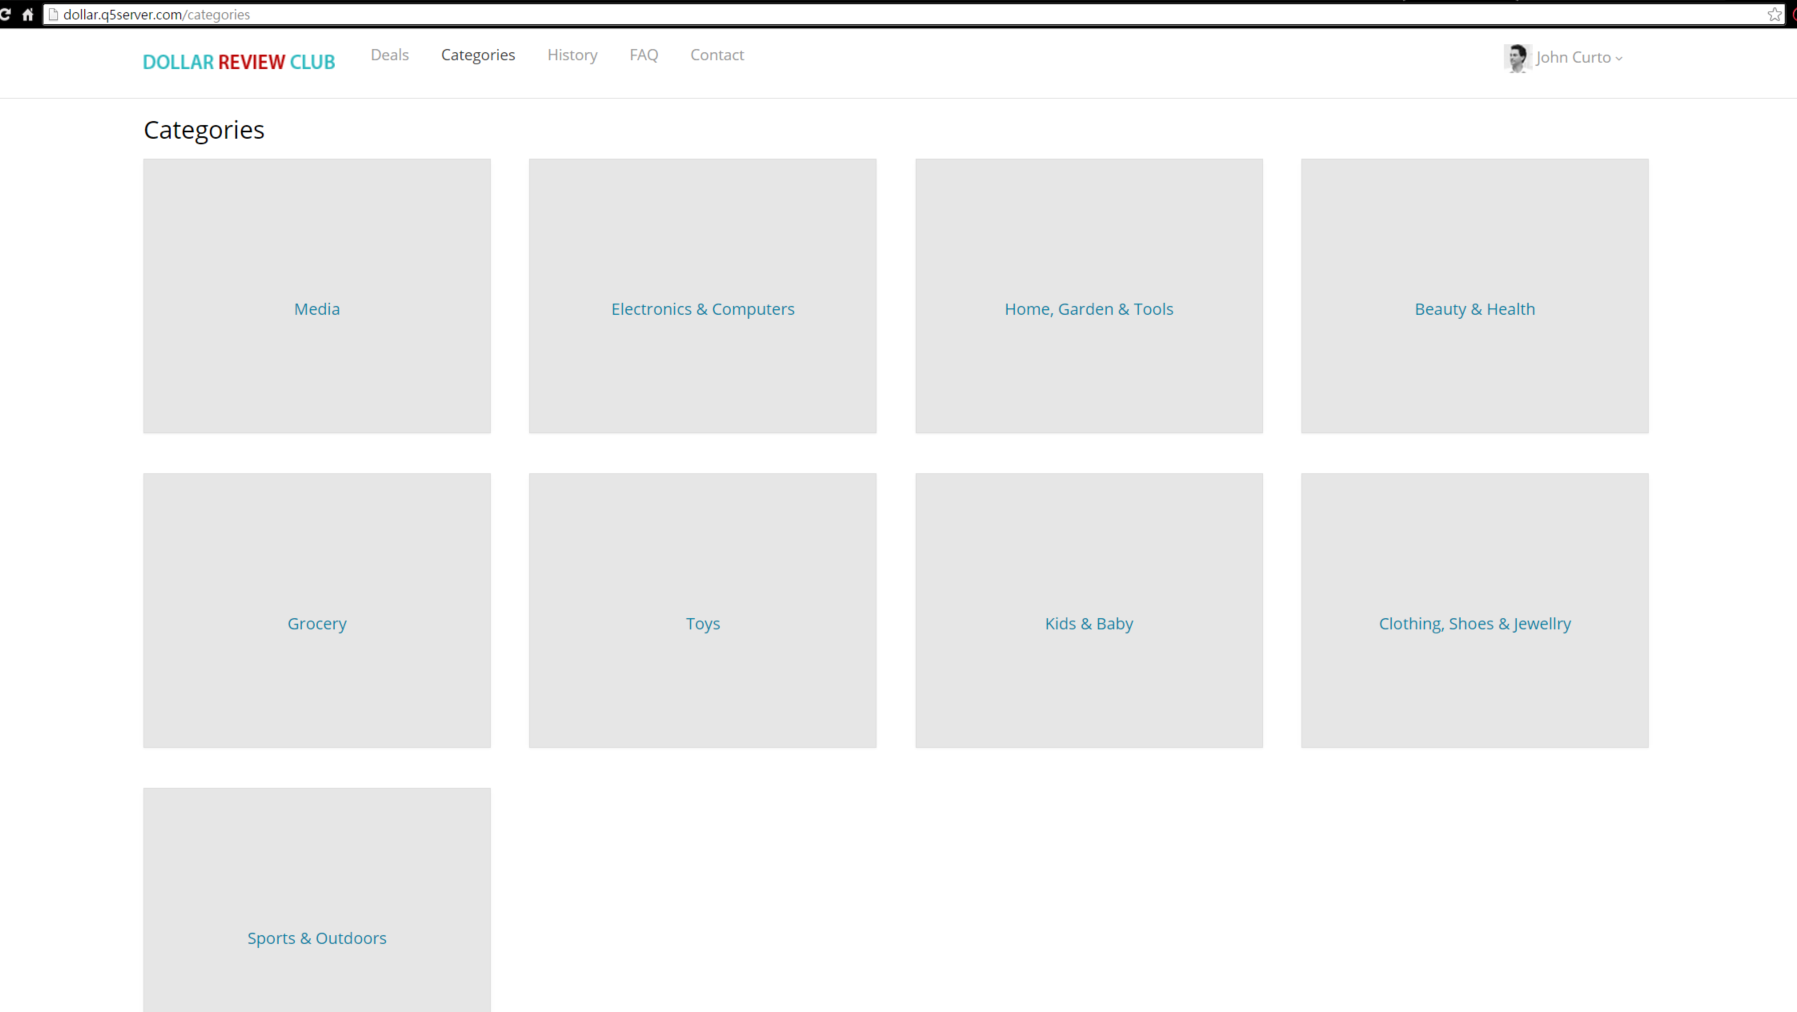 dollar.q5server.com/categories
DOLLAR REVIEW CLUB
Deals
Categories
History
FAQ
Contact
John Curto
Categories
Media
Electronics & Computers
Home, Garden & Tools
Beauty & Health
Grocery
Toys
Kids & Baby
Clothing, Shoes & Jewellry
Sports & Outdoors